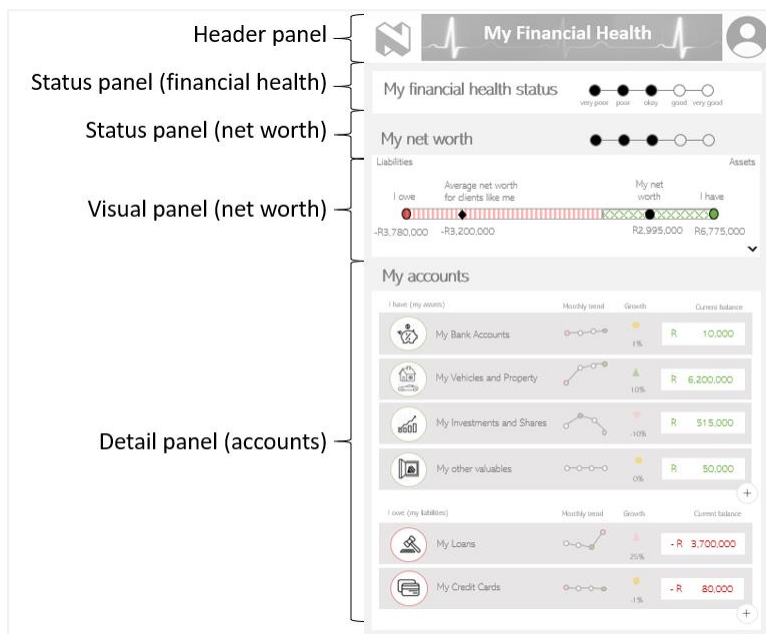 Header panel
My Financial Health
Status panel (financial health)
My financial health status
very poor poor okay good very good
Status panel (net worth)
My net worth
Visual panel (net worth)
Liabilities Assets
I owe Average net worth for clients like me My net worth I have
-R3,780,000 -R3,200,000 R2,995,000 R6,775,000
Detail panel (accounts)
My accounts
I have (my assets) Monthly trend Growth Current balance
My Bank Accounts 1% R 10,000
My Vehicles and Property 10% R 6,200,000
My Investments and Shares -10% R 515,000
My other valuables 0% R 50,000
+
I owe (my liabilities) Monthly trend Growth Current balance
My Loans 25% - R 3,700,000
My Credit Cards -1% - R 80,000
+